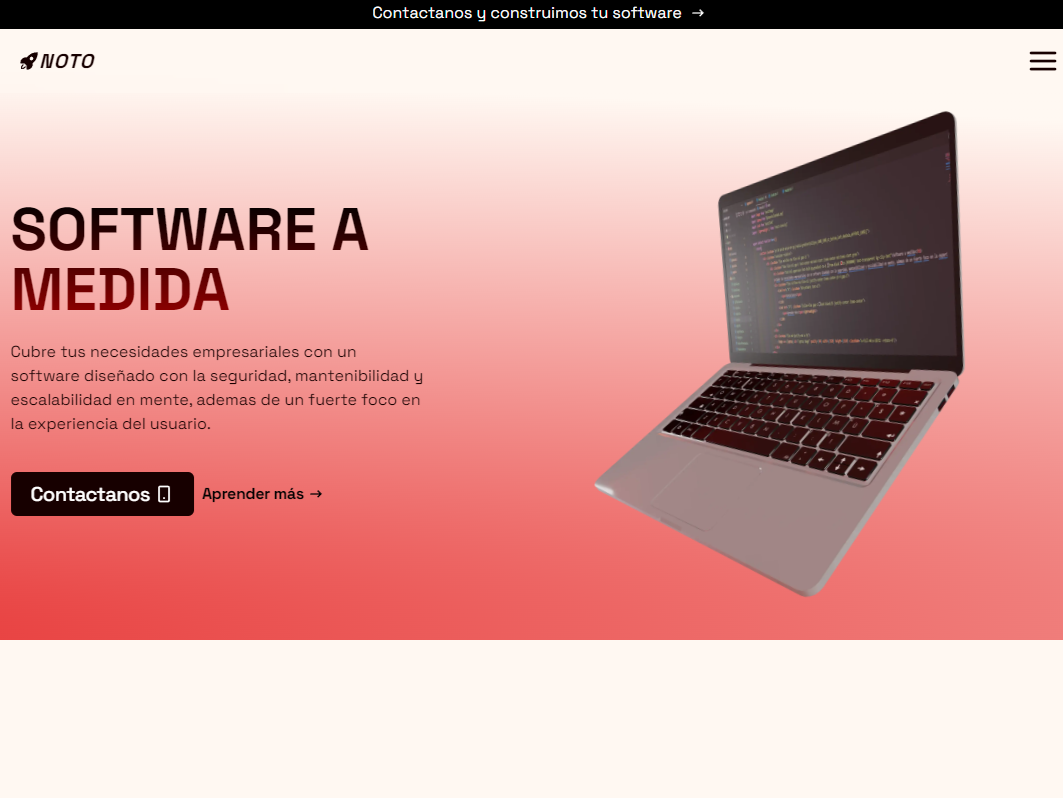 Contactanos y construimos tu software →
NOTO
SOFTWARE A
MEDIDA
Cubre tus necesidades empresariales con un
software diseñado con la seguridad, mantenibilidad y
escalabilidad en mente, ademas de un fuerte foco en
la experiencia del usuario.
Contactanos
Aprender más →